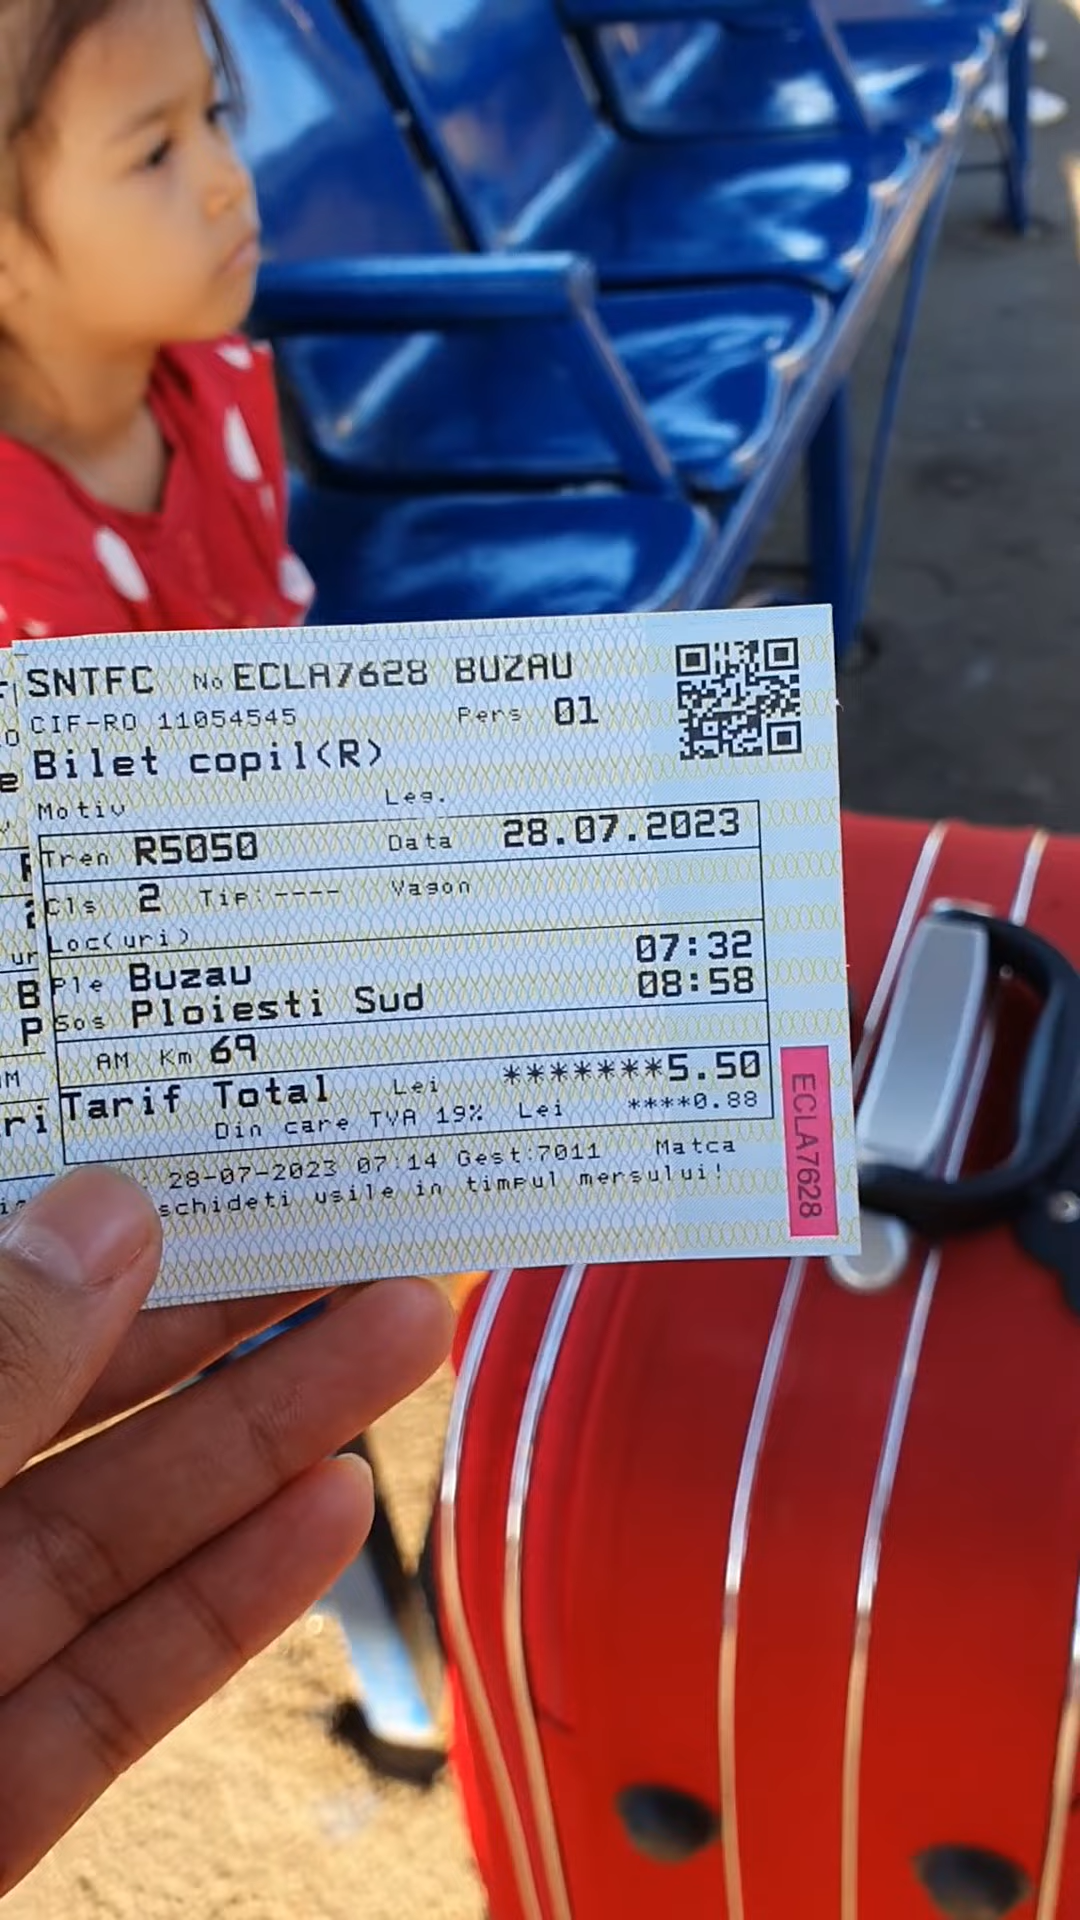 SNTFC No ECLA7628 BUZAU
CIF-RO 11054545 Pers 01
Bilet copil(R)
Motiv Leg.
Tren R5050 Data 28.07.2023
Cls 2 Tip:---- Vagon
Loc(uri)
Ple Buzau 07:32
Sos Ploiesti Sud 08:58
AM Km 69
Tarif Total Lei *******5.50
Din care TVA 19% Lei ****0.88
28-07-2023 07:14 Gest:7011 Matca
schideti usile in timpul mersului!
ECLA7628